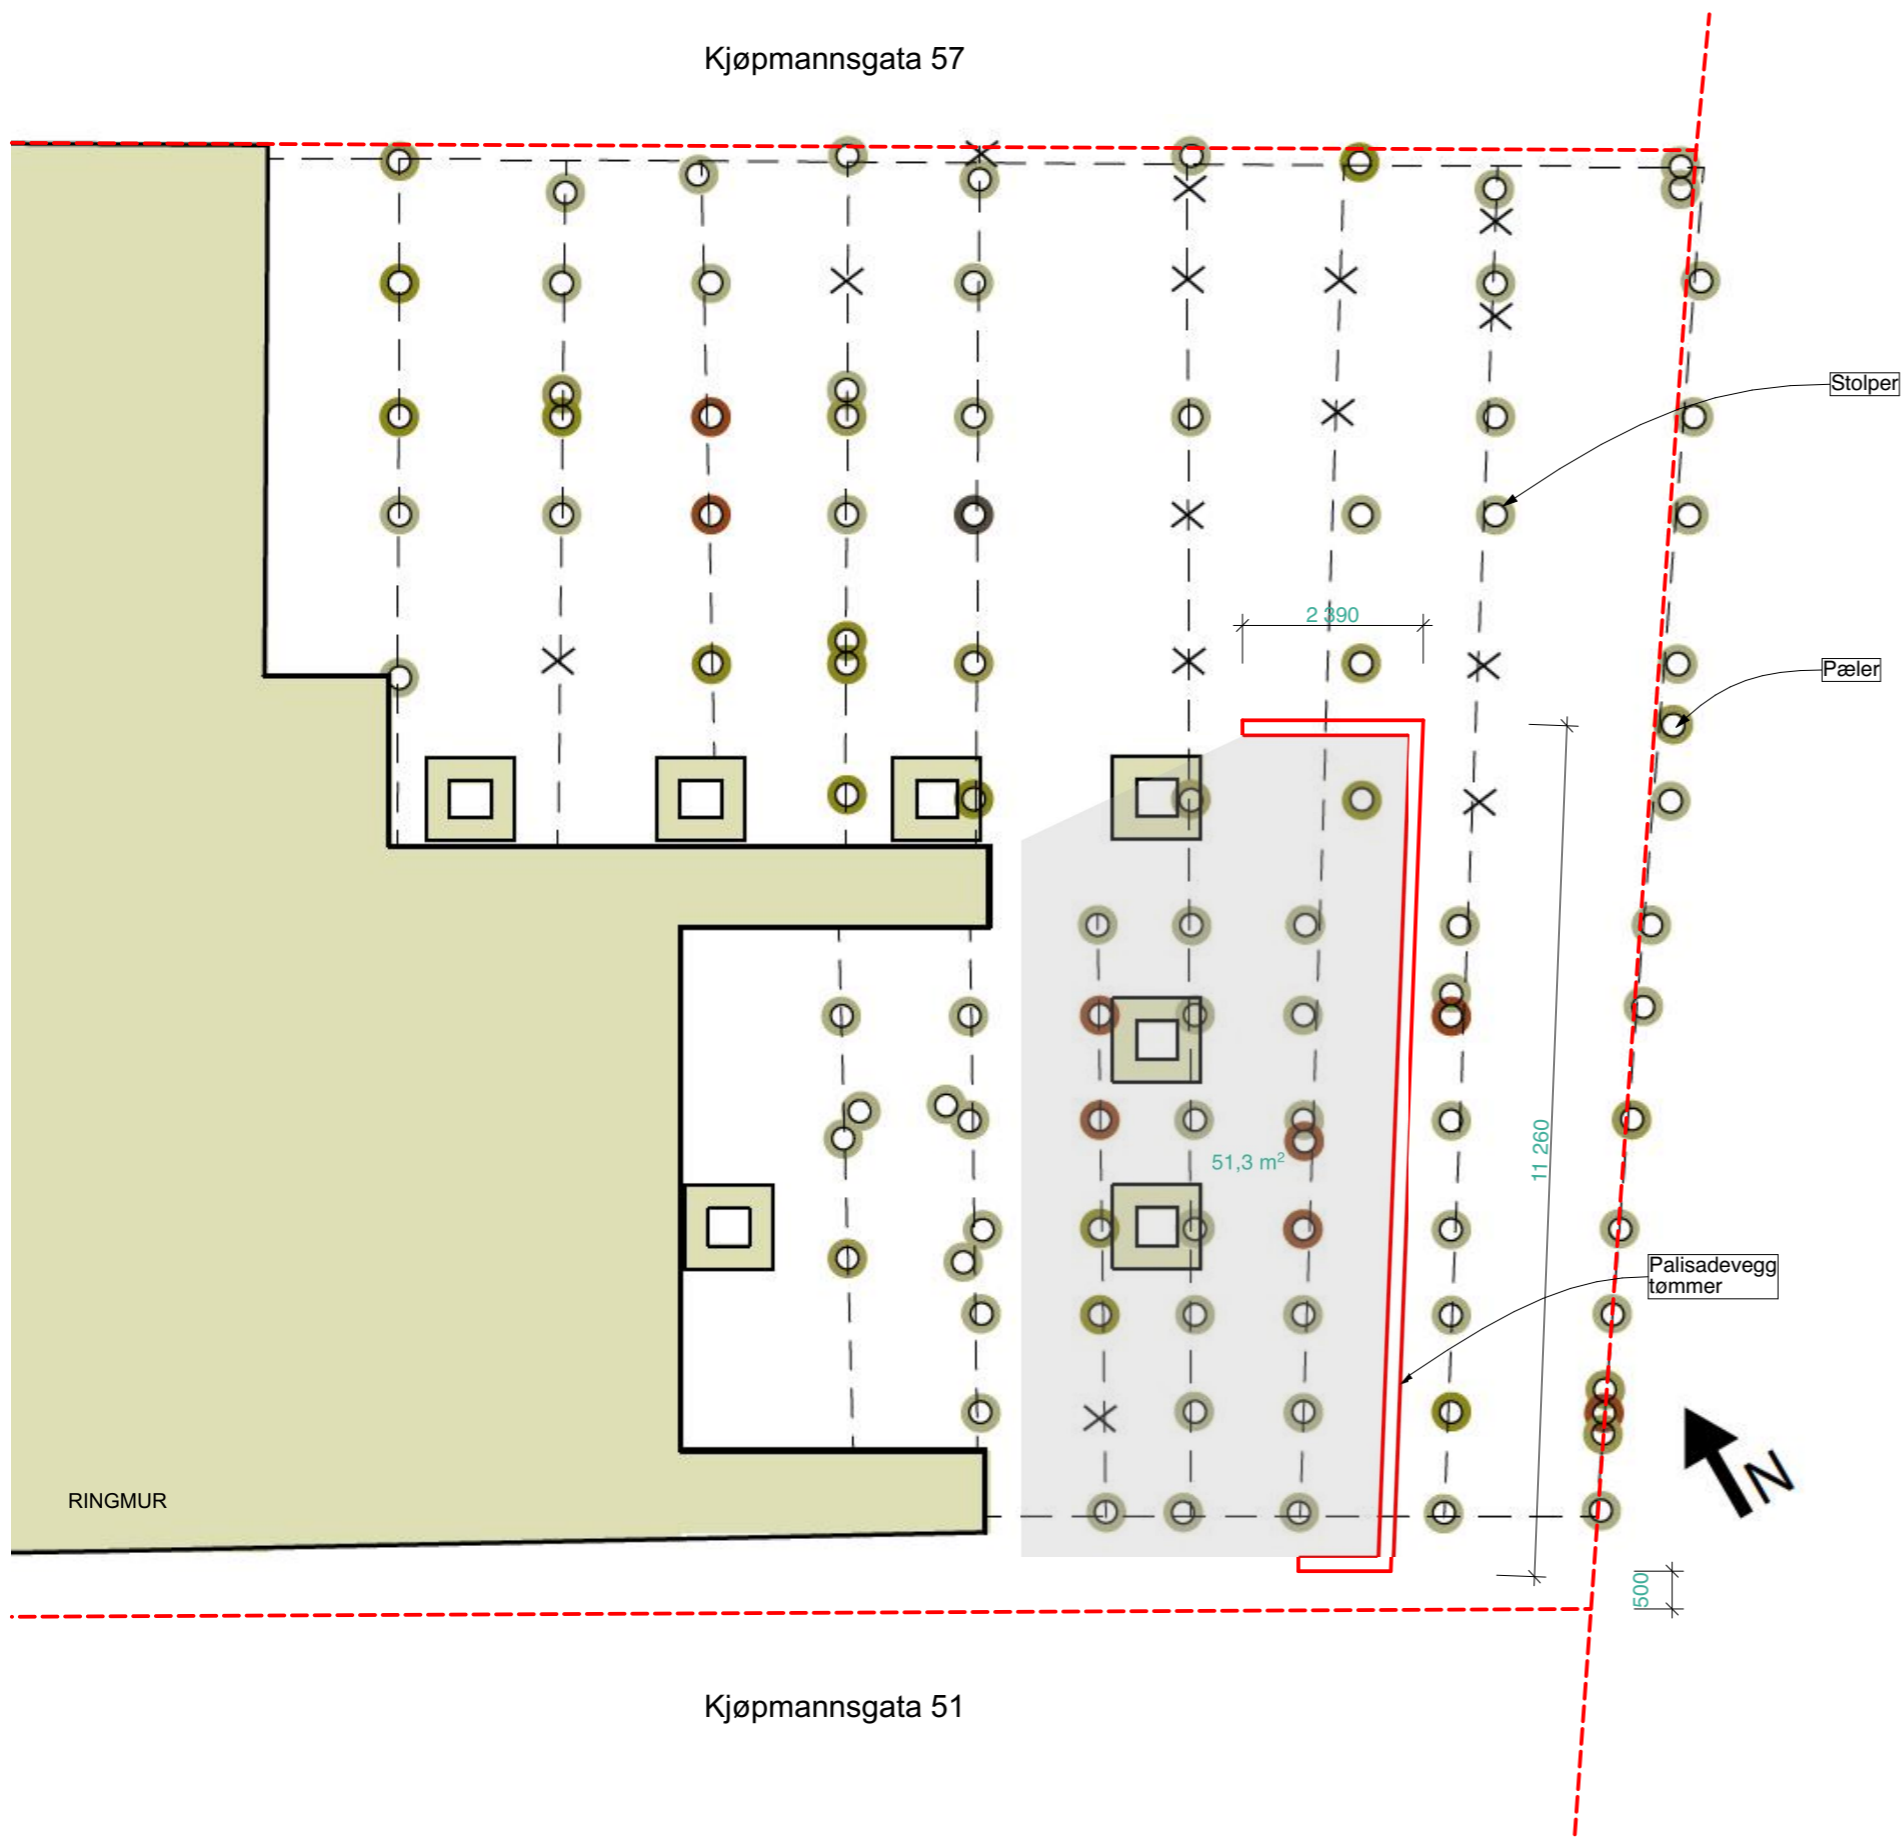 Kjøpmannsgata 57
Stolper
2 390
Pæler
11 260
51,3 m²
Palisadevegg
tømmer
N
RINGMUR
500
Kjøpmannsgata 51